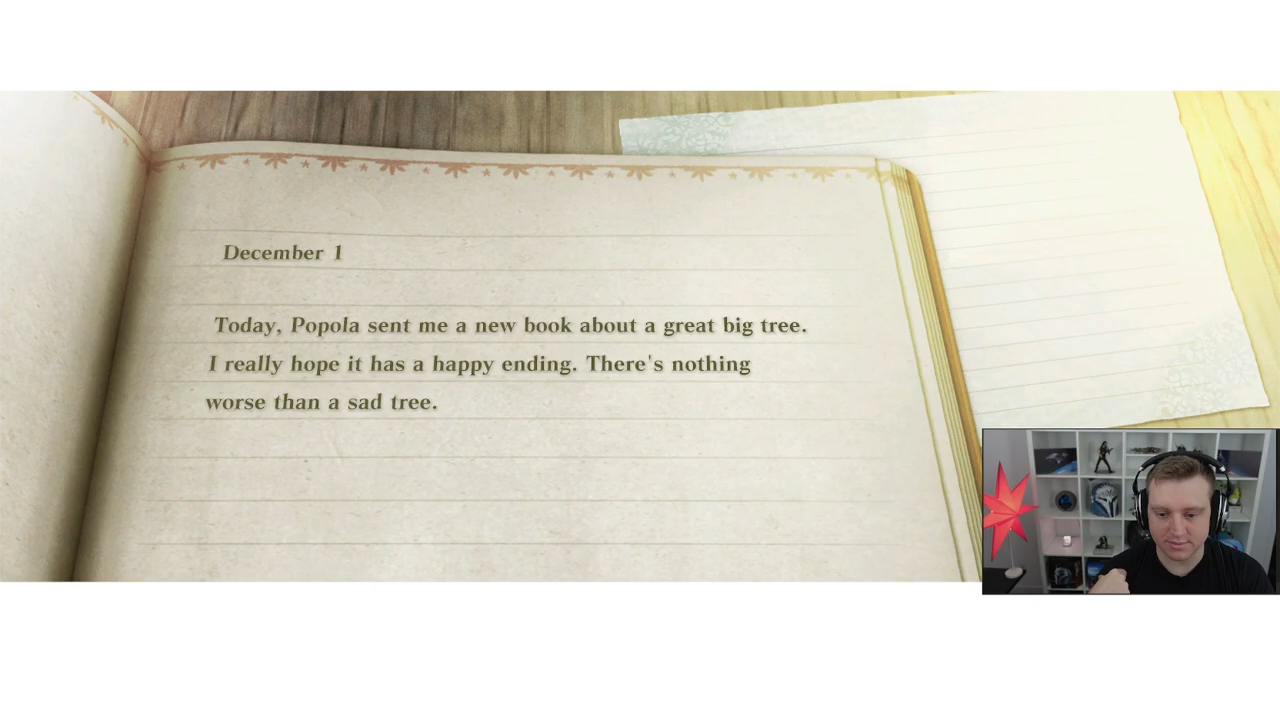 December 1
Today, Popola sent me a new book about a great big tree.
I really hope it has a happy ending. There's nothing
worse than a sad tree.